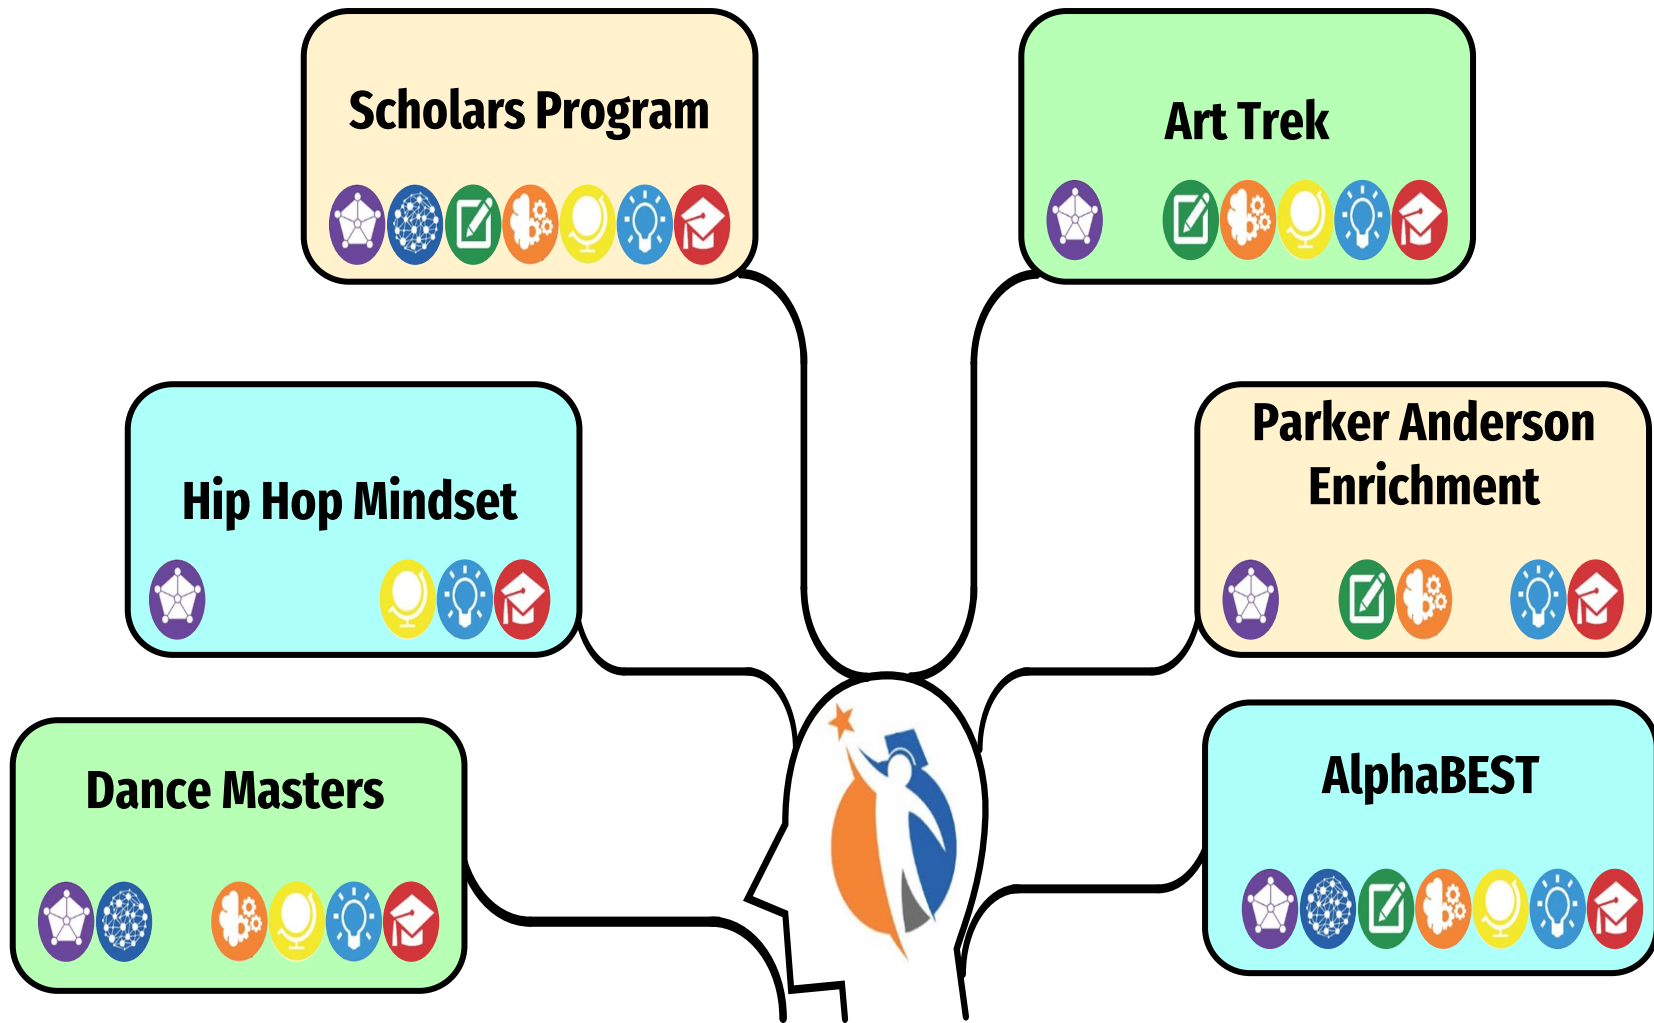 Scholars Program
Art Trek
Hip Hop Mindset
Parker Anderson
Enrichment
Dance Masters
AlphaBEST